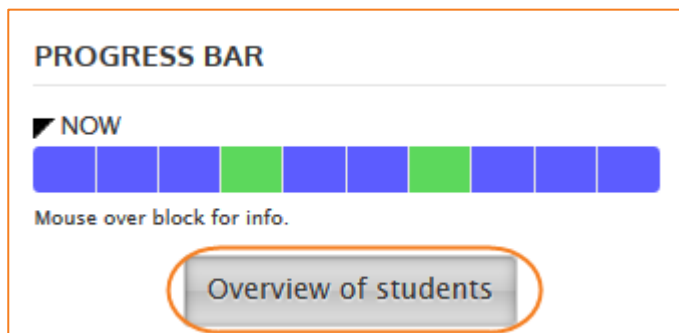 PROGRESS BAR
NOW
Mouse over block for info.
Overview of students